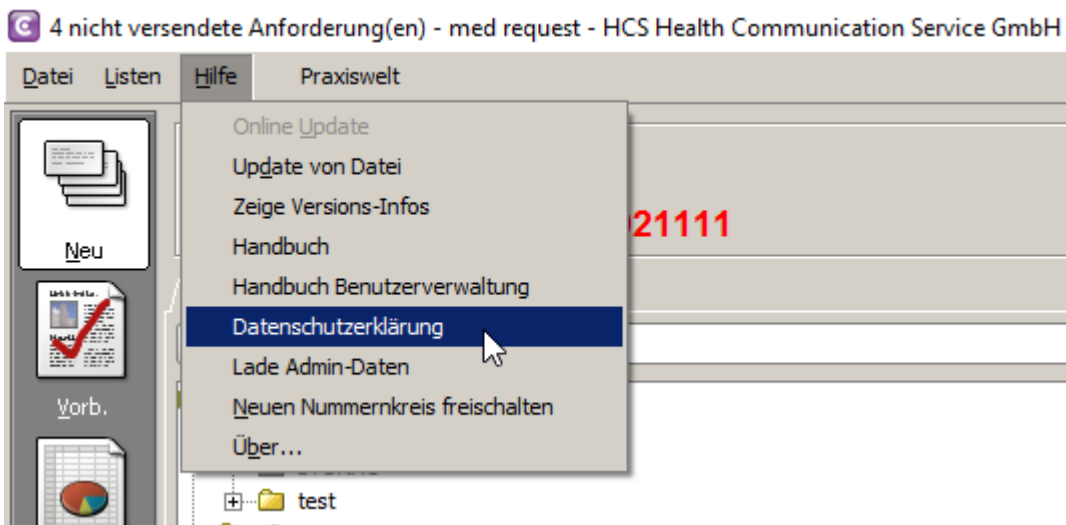 4 nicht versendete Anforderung(en) - med request - HCS Health Communication Service GmbH
Datei Listen Hilfe Praxiswelt
Online Update
Update von Datei
Zeige Versions-Infos
Handbuch
Handbuch Benutzerverwaltung
Datenschutzerklärung
Lade Admin-Daten
Neuen Nummernkreis freischalten
Über...
Neu
Vorb.
21111
test